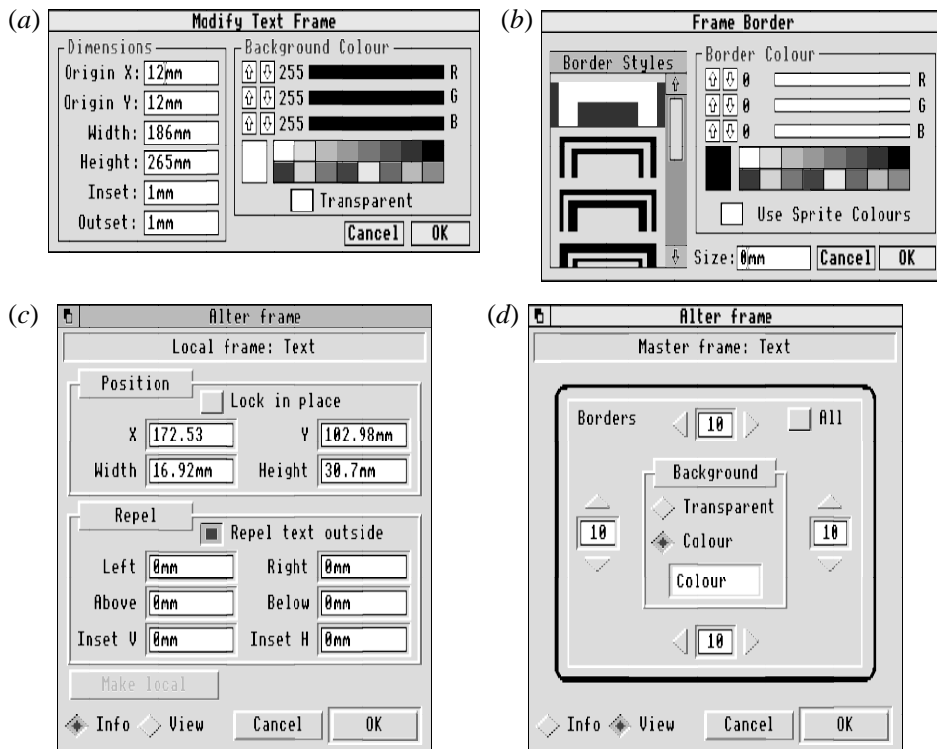 (a)
Modify Text Frame
Dimensions
Origin X: 12mm
Origin Y: 12mm
Width: 186mm
Height: 265mm
Inset: 1mm
Outset: 1mm
Background Colour
255 R
255 G
255 B
Transparent
Cancel OK
(b)
Frame Border
Border Styles
Border Colour
0 R
0 G
0 B
Use Sprite Colours
Size: 0mm Cancel OK
(c)
Alter frame
Local frame: Text
Position
Lock in place
X 172.53 Y 102.98mm
Width 16.92mm Height 30.7mm
Repel
Repel text outside
Left 0mm Right 0mm
Above 0mm Below 0mm
Inset V 0mm Inset H 0mm
Make local
Info View Cancel OK
(d)
Alter frame
Master frame: Text
Borders 10 All
Background
Transparent
10 Colour 10
Colour
10
Info View Cancel OK